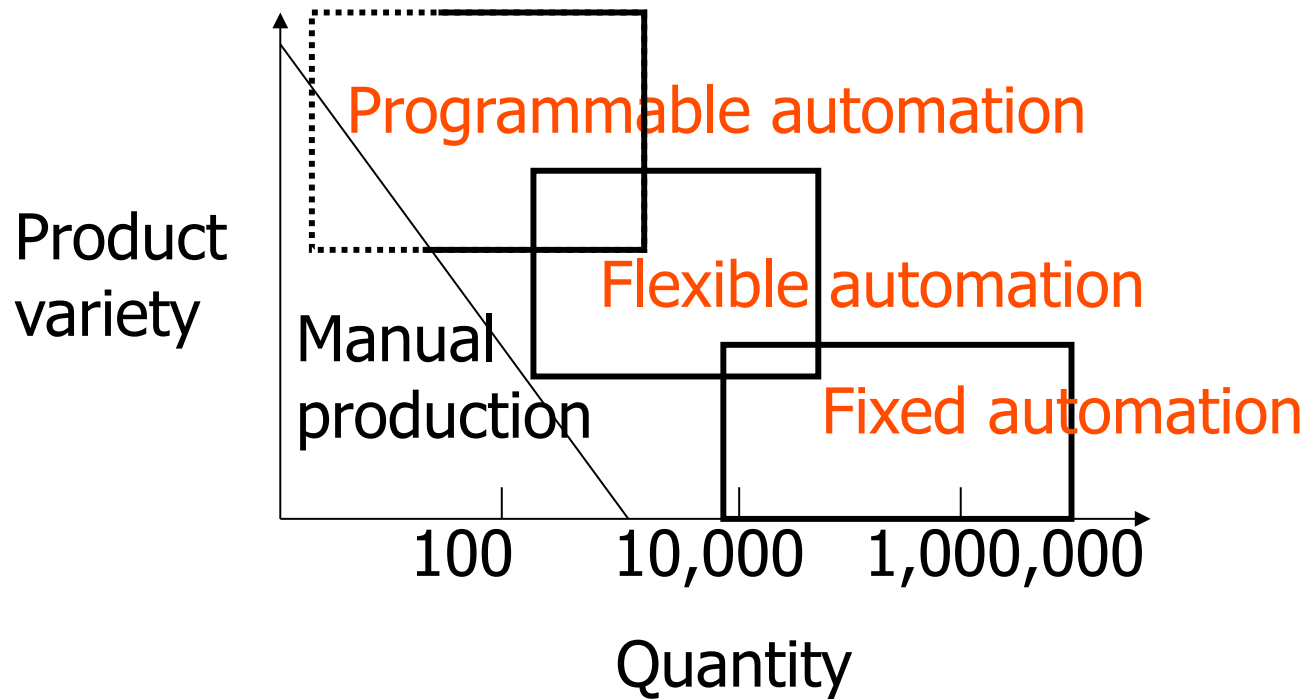 Programmable automation
Product
variety
Flexible automation
Manual
production
Fixed automation
100
10,000
1,000,000
Quantity